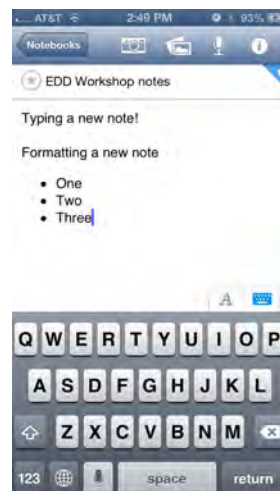 AT&T 2:49 PM 93%
Notebooks
EDD Workshop notes
Typing a new note!
Formatting a new note
• One
• Two
• Three
A
Q W E R T Y U I O P
A S D F G H J K L
Z X C V B N M
123 space return